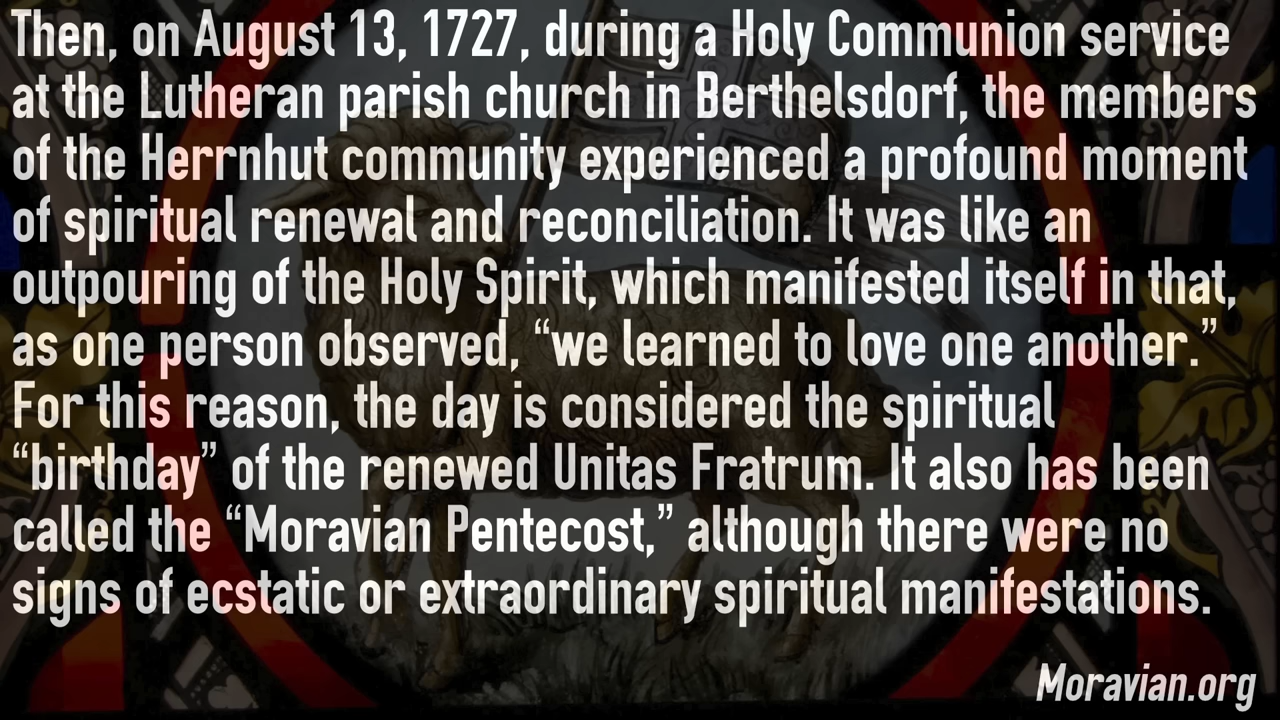 Then, on August 13, 1727, during a Holy Communion service
at the Lutheran parish church in Berthelsdorf, the members
of the Herrnhut community experienced a profound moment
of spiritual renewal and reconciliation. It was like an
outpouring of the Holy Spirit, which manifested itself in that,
as one person observed, “we learned to love one another.”
For this reason, the day is considered the spiritual
“birthday” of the renewed Unitas Fratrum. It also has been
called the “Moravian Pentecost,” although there were no
signs of ecstatic or extraordinary spiritual manifestations.
Moravian.org